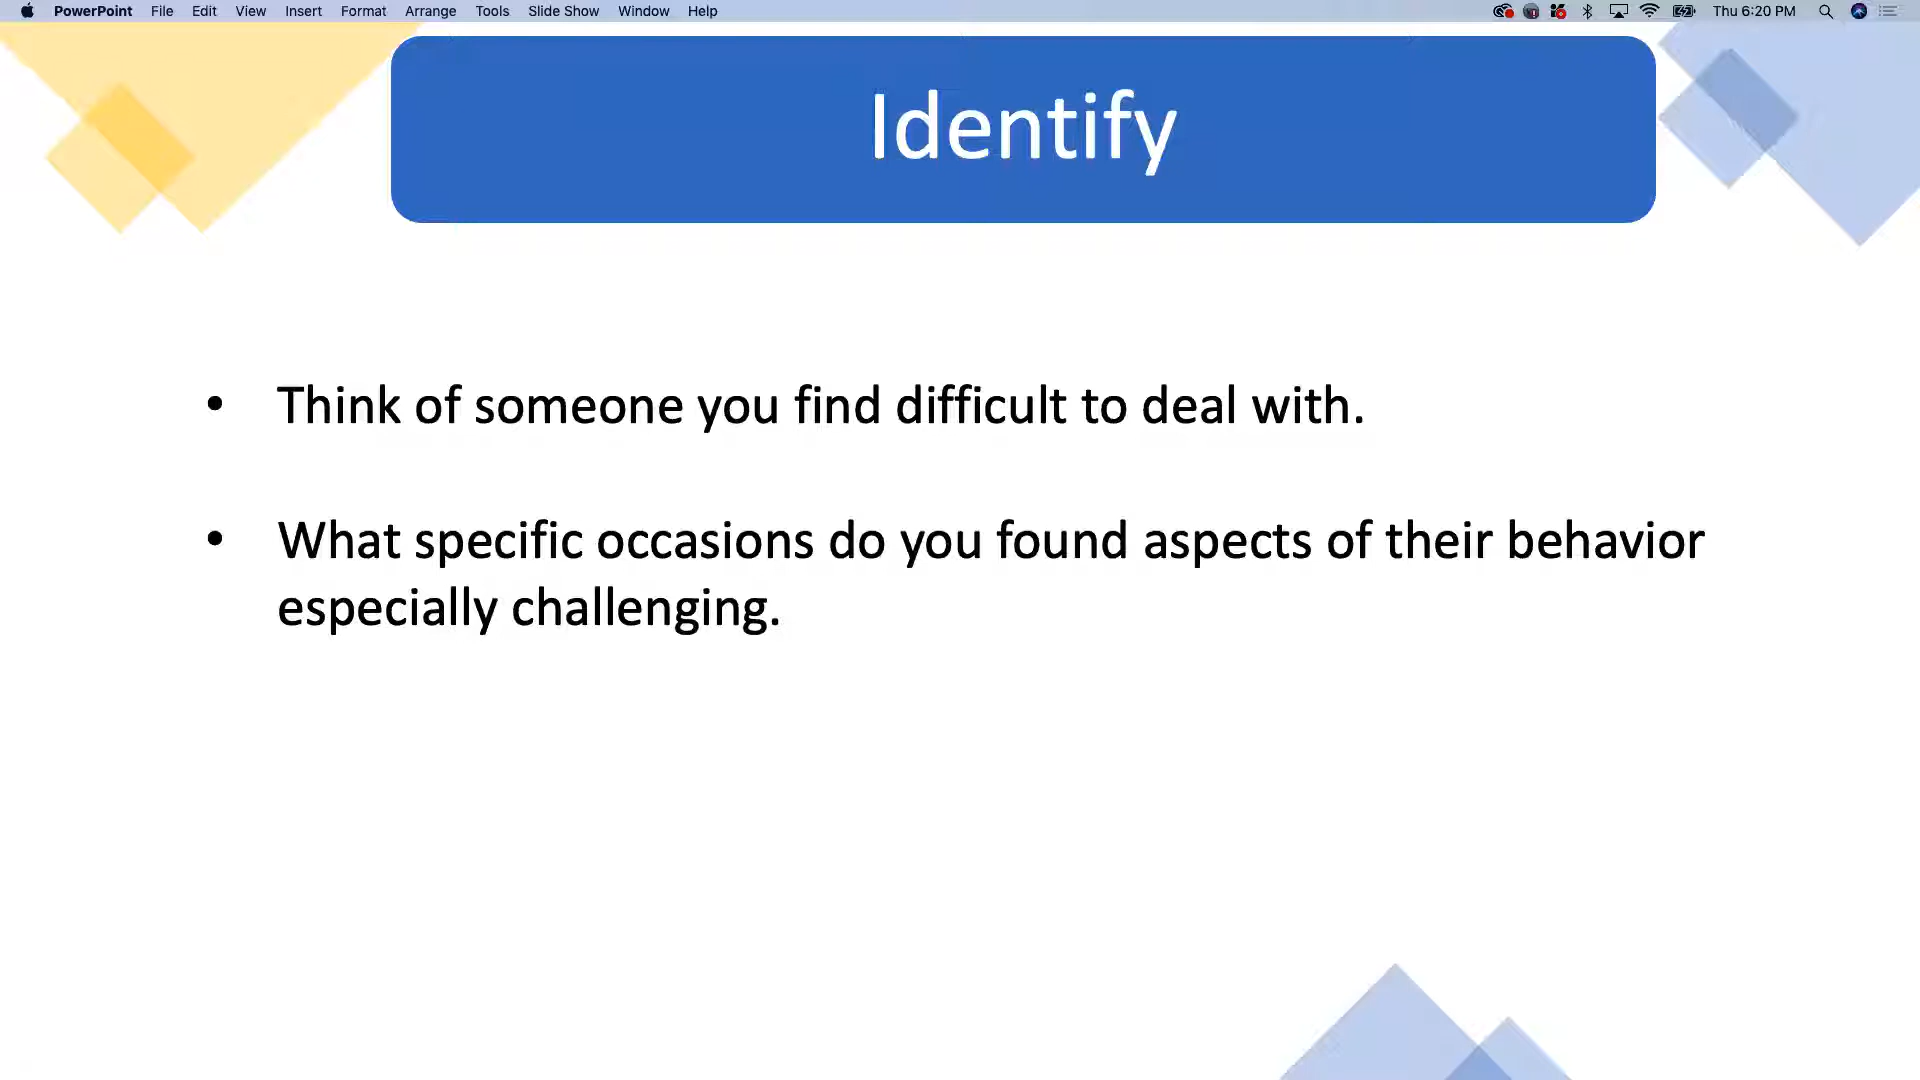 PowerPoint File Edit View Insert Format Arrange Tools Slide Show Window Help Thu 6:20 PM
Identify
• Think of someone you find difficult to deal with.
• What specific occasions do you found aspects of their behavior
especially challenging.